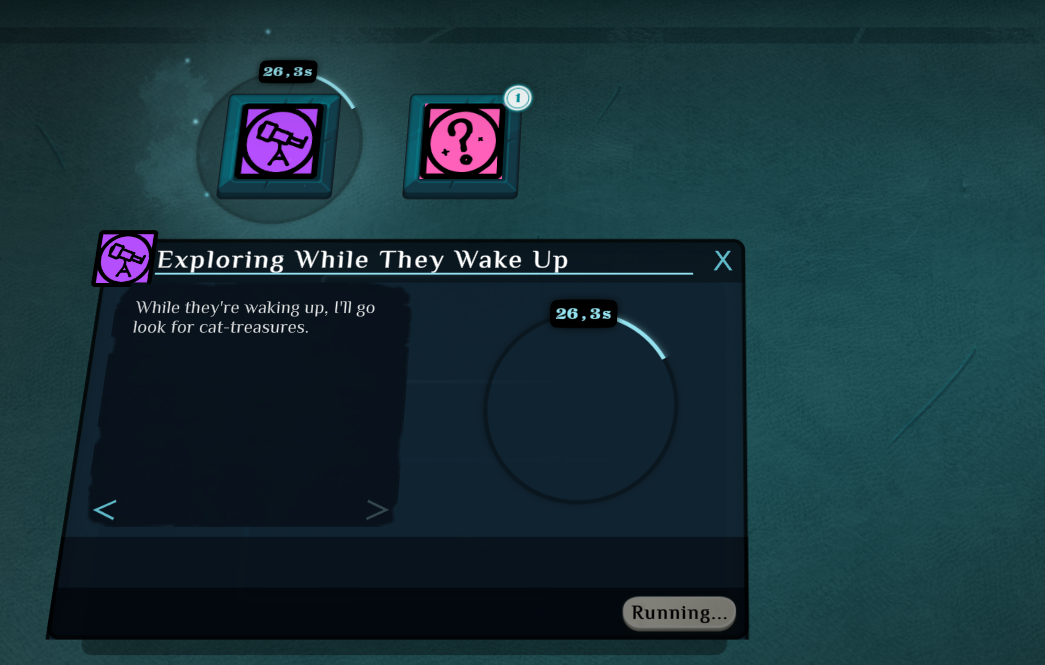 26,3s
1
Exploring While They Wake Up
X
While they're waking up, I'll go
look for cat-treasures.
26,3s
< >
Running...